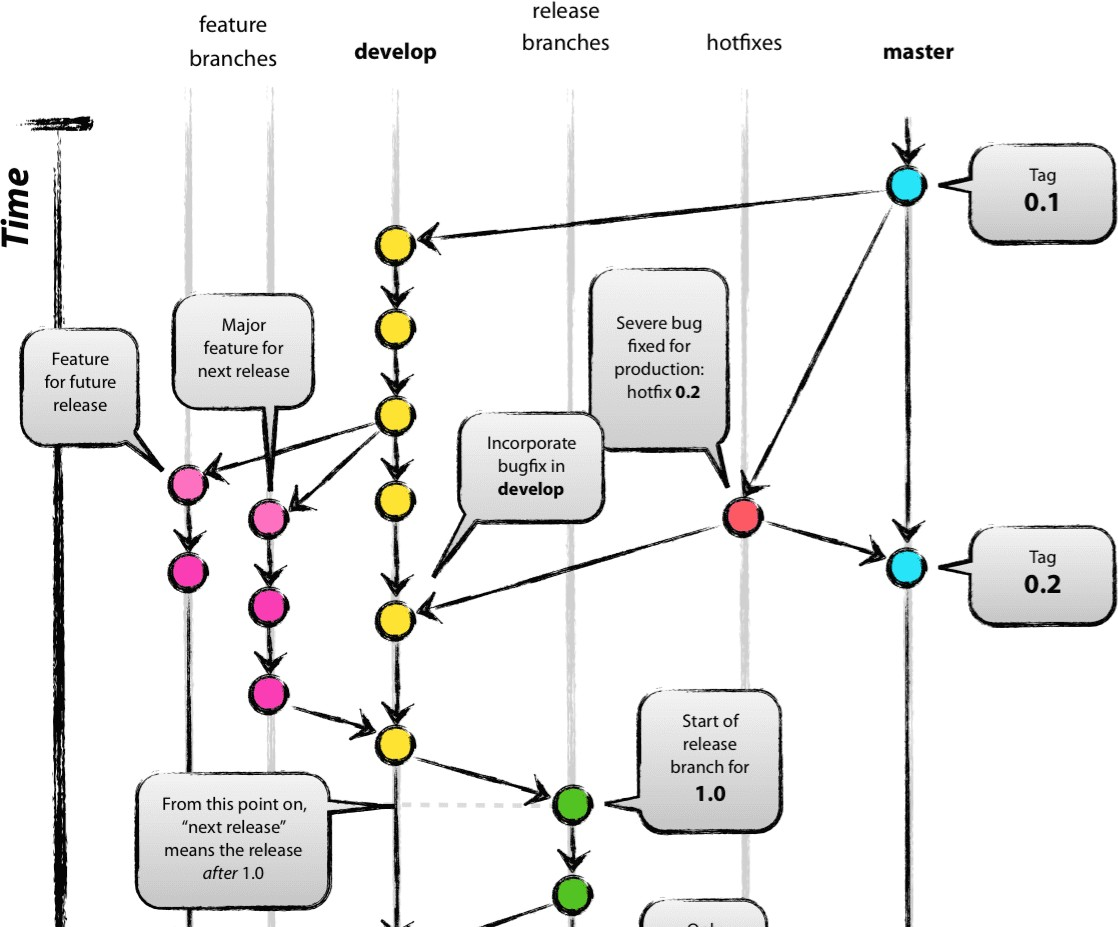 feature
branches
develop
release
branches
hotfixes
master
Time
Tag
0.1
Major
feature for
next release
Severe bug
fixed for
production:
hotfix 0.2
Feature
for future
release
Incorporate
bugfix in
develop
Tag
0.2
Start of
release
branch for
1.0
From this point on,
“next release”
means the release
after 1.0